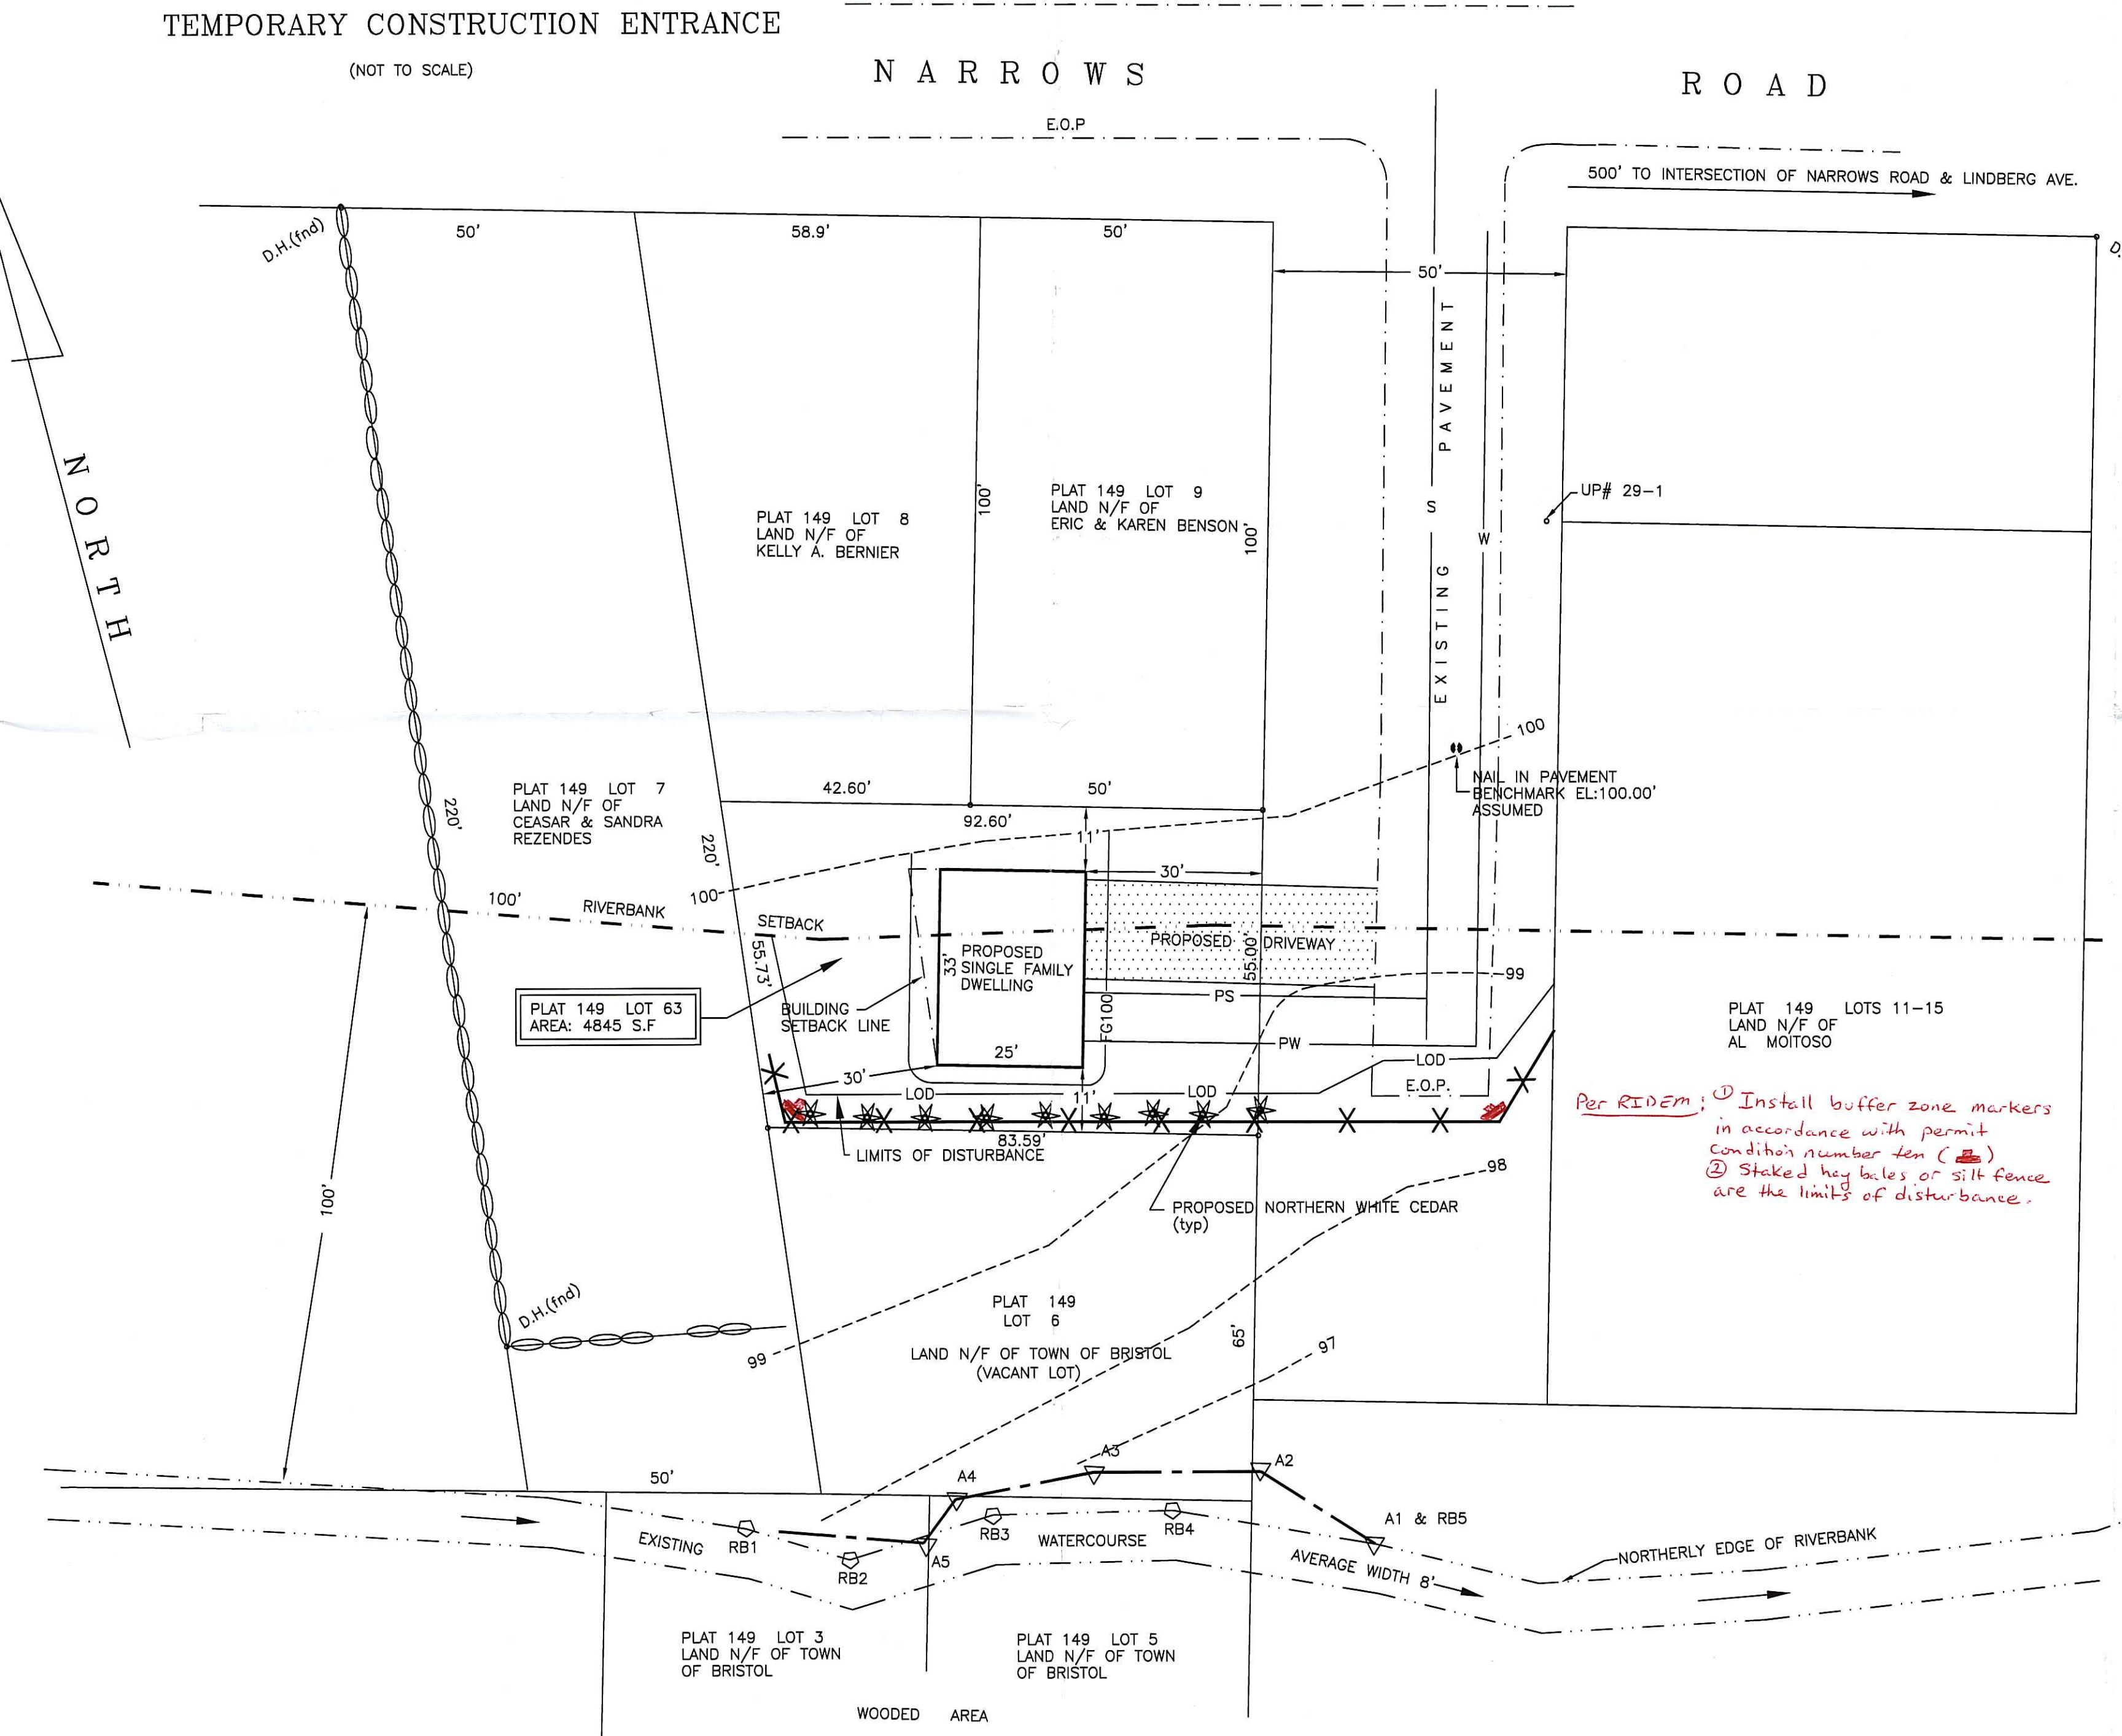 TEMPORARY CONSTRUCTION ENTRANCE
(NOT TO SCALE)
NARROWS ROAD
E.O.P
500' TO INTERSECTION OF NARROWS ROAD & LINDBERG AVE.
D.H.(fnd)
50'
58.9'
50'
50'
D.
NORTH
EXISTING PAVEMENT
S
W
UP# 29-1
100'
100'
PLAT 149 LOT 8
LAND N/F OF
KELLY A. BERNIER
PLAT 149 LOT 9
LAND N/F OF
ERIC & KAREN BENSON
100
NAIL IN PAVEMENT
BENCHMARK EL:100.00'
ASSUMED
PLAT 149 LOT 7
LAND N/F OF
CEASAR & SANDRA
REZENDES
220'
220'
42.60'
50'
92.60'
11'
30'
100'
RIVERBANK
100
SETBACK
55.73'
33'
PROPOSED
SINGLE FAMILY
DWELLING
PROPOSED DRIVEWAY
55.00'
99
PLAT 149 LOT 63
AREA: 4845 S.F
BUILDING
SETBACK LINE
FG100
PS
PW
25'
30'
LOD
11'
LOD
LOD
E.O.P.
83.59'
LIMITS OF DISTURBANCE
PLAT 149 LOTS 11-15
LAND N/F OF
AL MOITOSO
Per RIDEM: ① Install buffer zone markers
in accordance with permit
condition number ten ( )
② Staked hay bales or silt fence
are the limits of disturbance.
98
PROPOSED NORTHERN WHITE CEDAR
(typ)
100'
D.H.(fnd)
99
PLAT 149
LOT 6
LAND N/F OF TOWN OF BRISTOL
(VACANT LOT)
65'
97
50'
A4
A3
A2
A1 & RB5
EXISTING
RB1
RB2
A5
RB3
WATERCOURSE
RB4
AVERAGE WIDTH 8'
NORTHERLY EDGE OF RIVERBANK
PLAT 149 LOT 3
LAND N/F OF TOWN
OF BRISTOL
PLAT 149 LOT 5
LAND N/F OF TOWN
OF BRISTOL
WOODED AREA